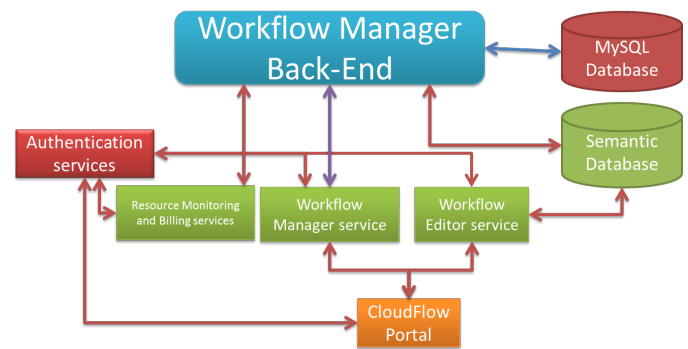 Workflow Manager
Back-End
MySQL
Database
Authentication
services
Semantic
Database
Resource Monitoring
and Billing services
Workflow
Manager service
Workflow
Editor service
CloudFlow
Portal